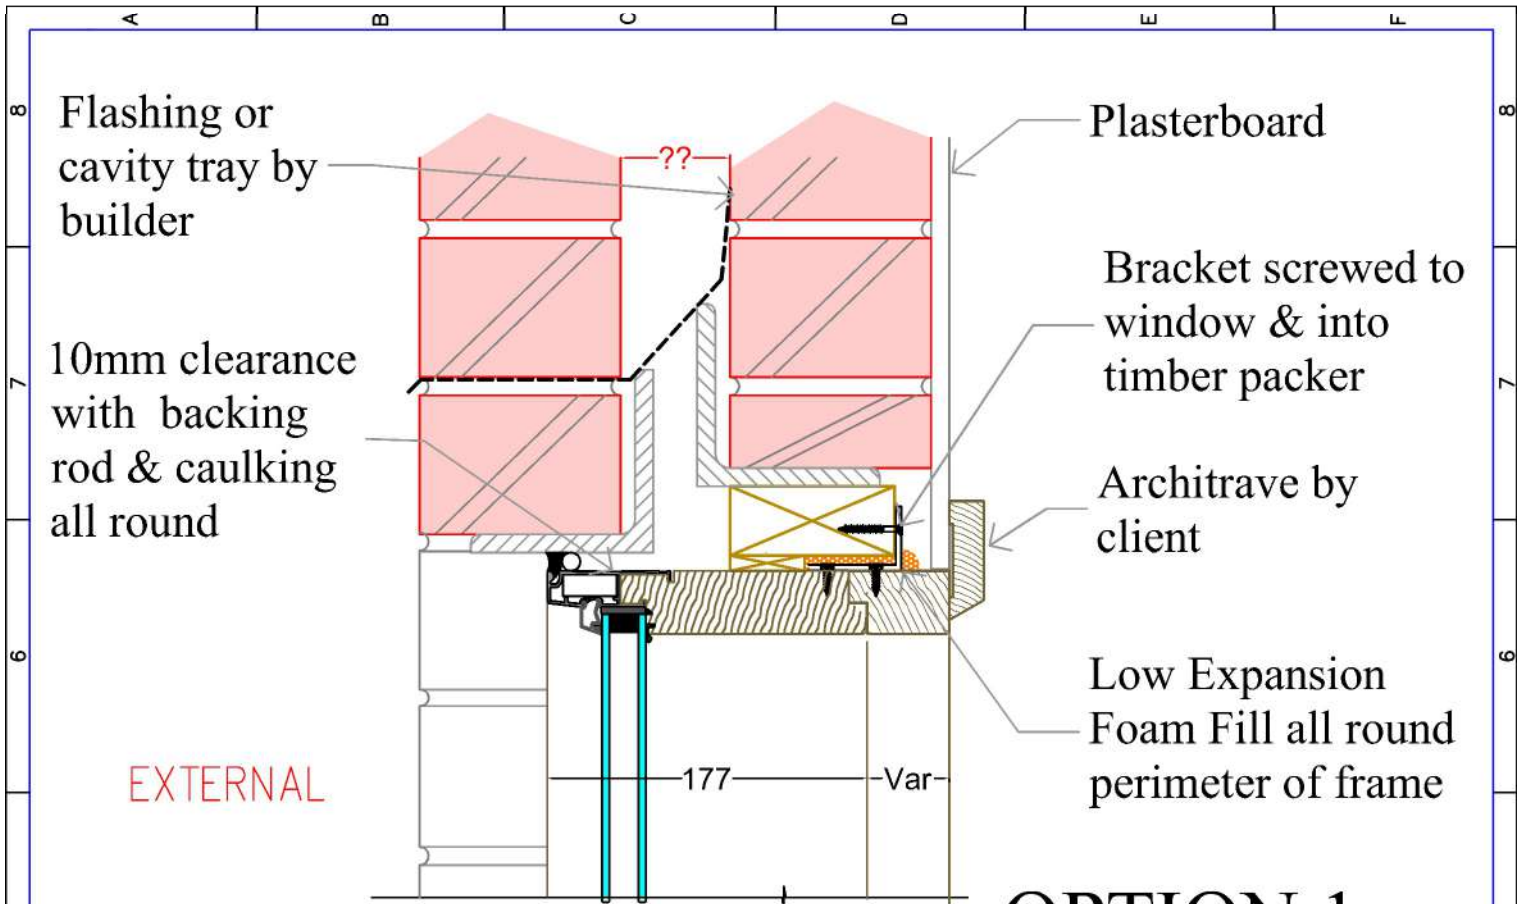 A B C D E F
8 8
Flashing or
cavity tray by
builder
??
Plasterboard
Bracket screwed to
window & into
timber packer
10mm clearance
with backing
rod & caulking
all round
7 7
Architrave by
client
6 6
Low Expansion
Foam Fill all round
perimeter of frame
EXTERNAL
177 Var
OPTION 1